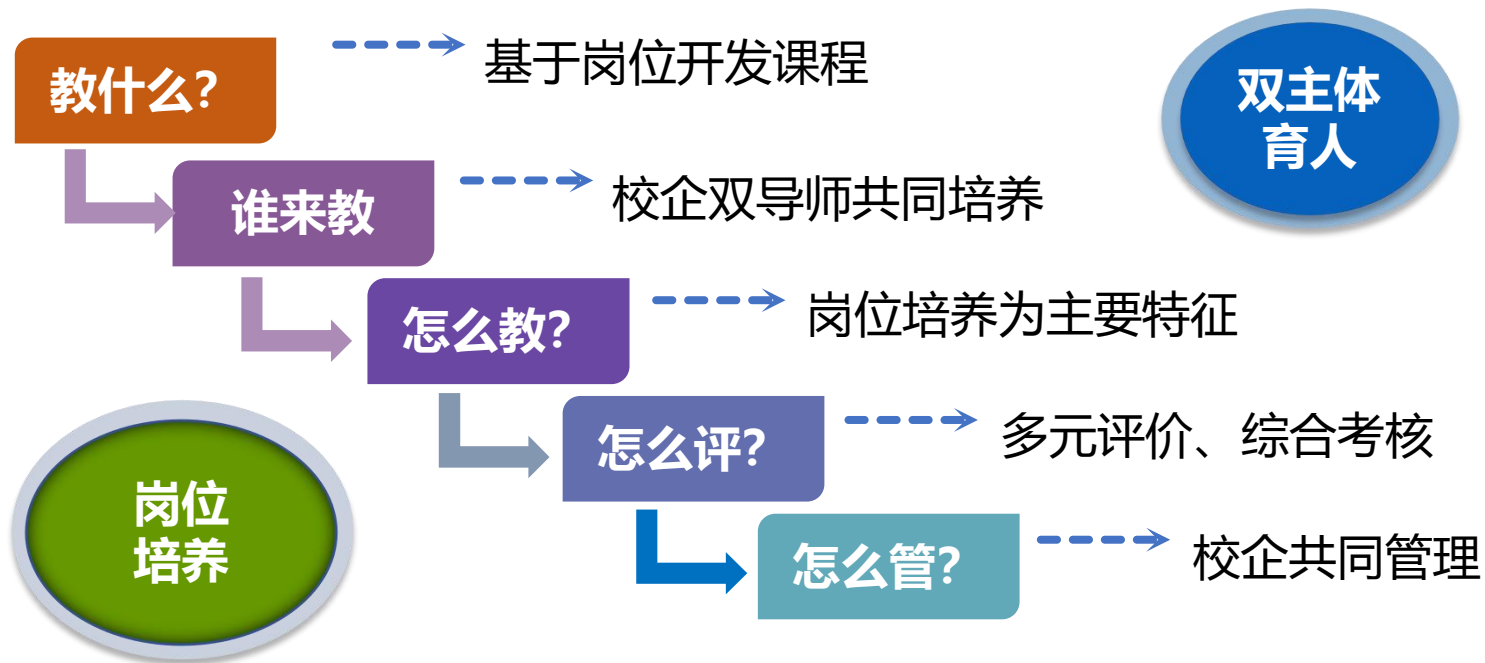 教什么？
基于岗位开发课程
双主体
育人
谁来教
校企双导师共同培养
怎么教？
岗位培养为主要特征
怎么评？
多元评价、综合考核
岗位
培养
怎么管？
校企共同管理